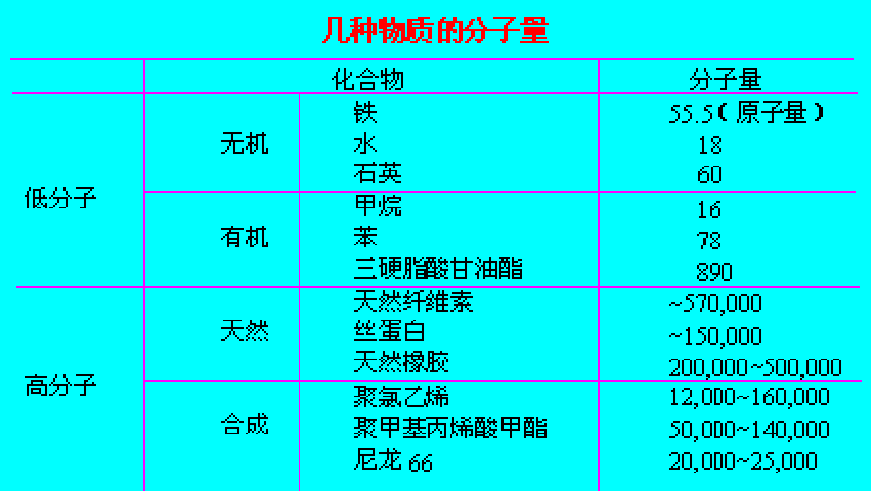 几种物质的分子量
化合物 分子量
低分子 无机 铁 55.5(原子量)
水 18
石英 60
有机 甲烷 16
苯 78
三硬脂酸甘油酯 890
高分子 天然 天然纤维素 ~570,000
丝蛋白 ~150,000
天然橡胶 200,000~500,000
合成 聚氯乙烯 12,000~160,000
聚甲基丙烯酸甲酯 50,000~140,000
尼龙66 20,000~25,000